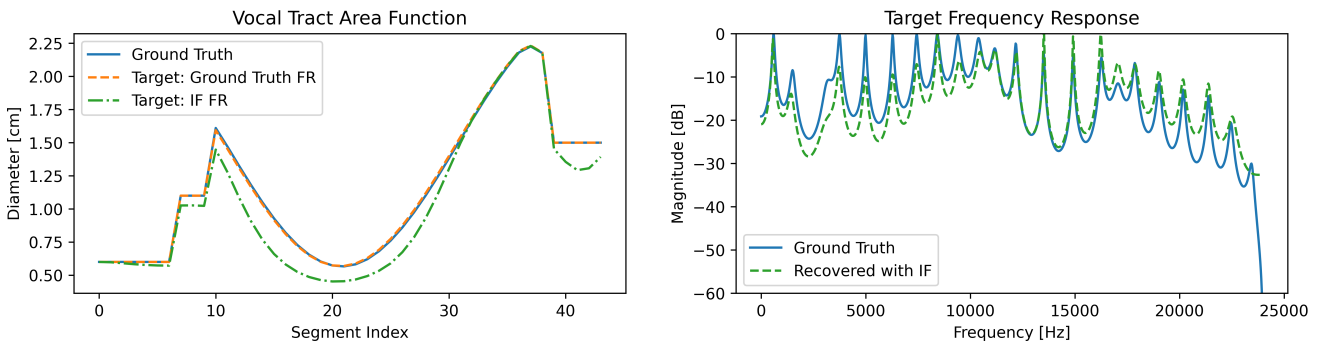 Vocal Tract Area Function
Diameter [cm]
2.25
2.00
1.75
1.50
1.25
1.00
0.75
0.50
Ground Truth
Target: Ground Truth FR
Target: IF FR
0 10 20 30 40
Segment Index
Target Frequency Response
Magnitude [dB]
0
−10
−20
−30
−40
−50
−60
Ground Truth
Recovered with IF
0 5000 10000 15000 20000 25000
Frequency [Hz]